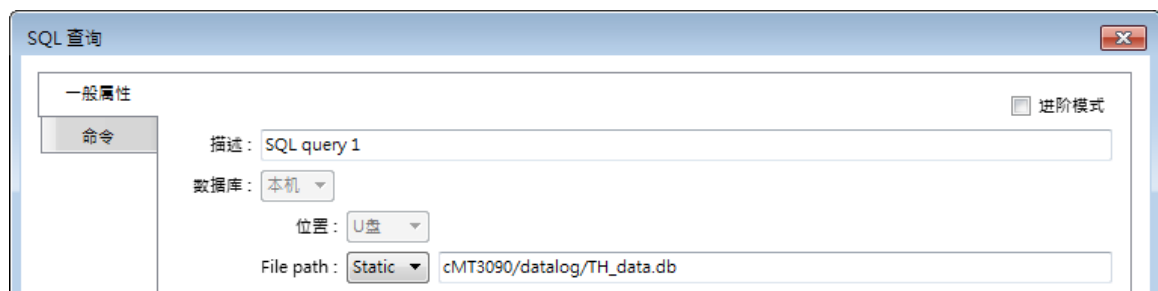 SQL 查询
一般属性
进阶模式
命令
描述 : SQL query 1
数据库 : 本机
位置 : U盘
File path : Static cMT3090/datalog/TH_data.db